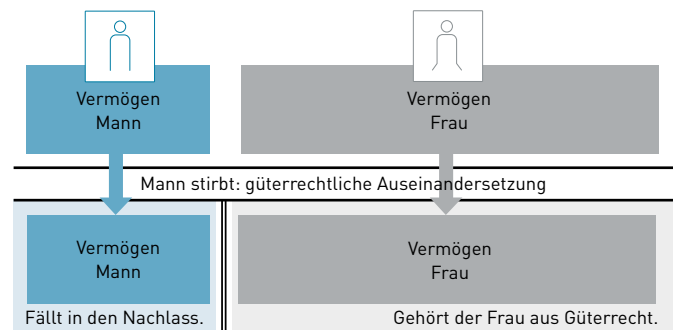 Vermögen
Mann
Vermögen
Frau
Mann stirbt: güterrechtliche Auseinandersetzung
Vermögen
Mann
Vermögen
Frau
Fällt in den Nachlass.
Gehört der Frau aus Güterrecht.